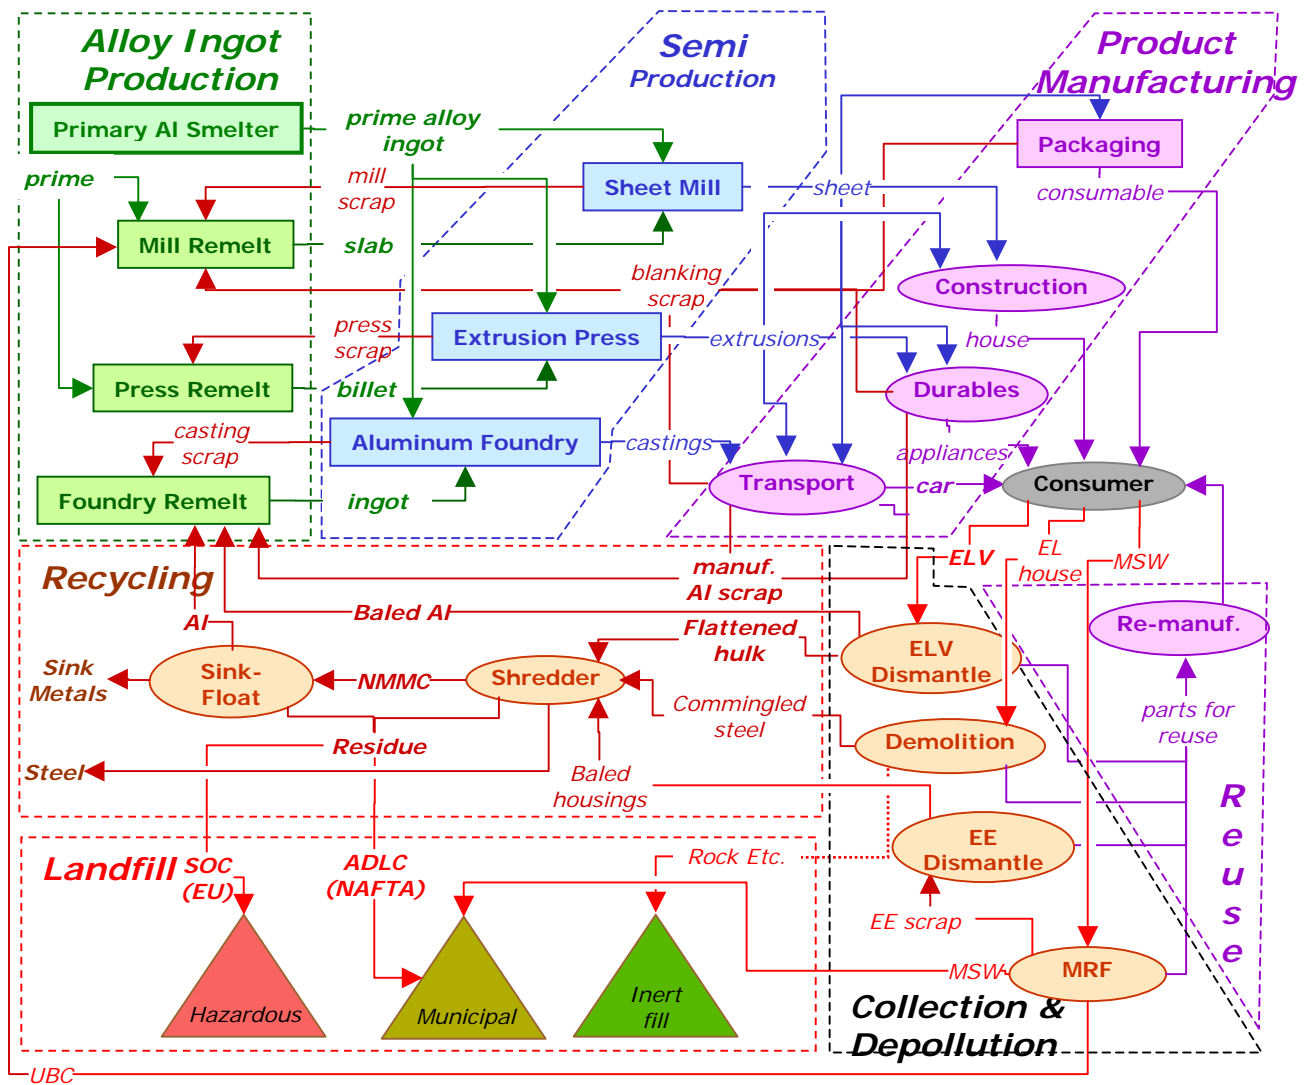 Alloy Ingot
Production
Semi
Production
Product
Manufacturing
Primary Al Smelter
prime alloy
ingot
Packaging
prime
mill
scrap
Sheet Mill
sheet
consumable
Mill Remelt
slab
blanking
scrap
Construction
press
scrap
Extrusion Press
extrusions
house
Press Remelt
billet
Durables
casting
scrap
Aluminum Foundry
castings
appliances
Transport
car
Consumer
Foundry Remelt
ingot
Recycling
manuf.
Al scrap
ELV
EL
house
MSW
Al
Baled Al
Flattened
hulk
ELV
Dismantle
Re-manuf.
Sink
Metals
Sink-
Float
NMMC
Shredder
Commingled
steel
parts for
reuse
Residue
Demolition
Steel
Baled
housings
Reuse
Landfill
SOC
(EU)
ADLC
(NAFTA)
Rock Etc.
EE
Dismantle
EE scrap
MSW
MRF
Hazardous
Municipal
Inert
fill
Collection &
Depollution
UBC